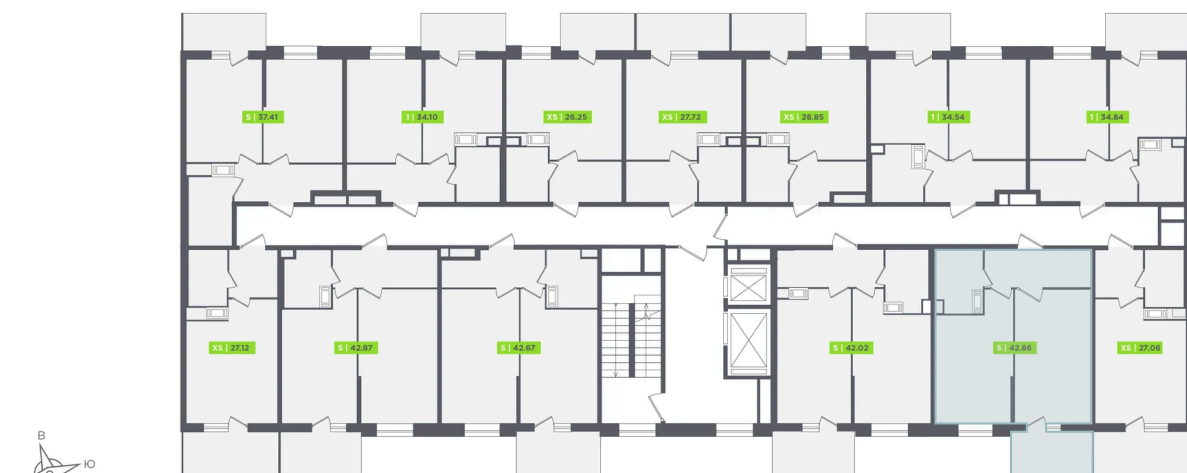 S | 37.41
1 | 34.10
XS | 26.25
XS | 27.72
XS | 26.85
1 | 34.54
1 | 34.84
XS | 27.12
S | 42.87
S | 42.67
S | 42.02
S | 42.86
XS | 27.06
В
Ю